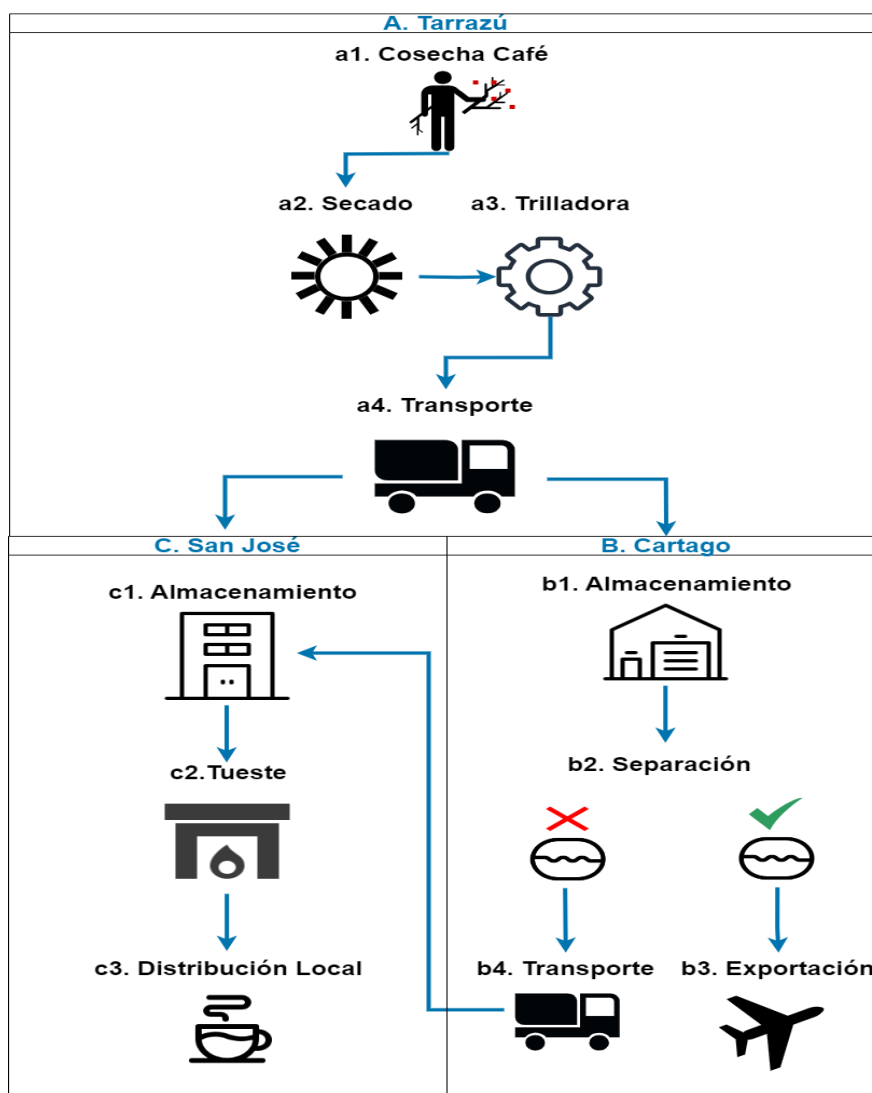 A. Tarrazú
a1. Cosecha Café
a2. Secado
a3. Trilladora
a4. Transporte
C. San José
c1. Almacenamiento
c2.Tueste
c3. Distribución Local
B. Cartago
b1. Almacenamiento
b2. Separación
b4. Transporte
b3. Exportación